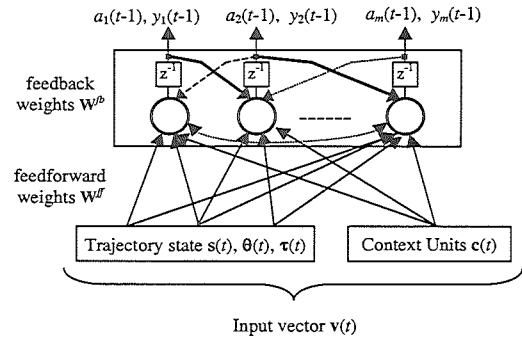 a1(t-1), y1(t-1) a2(t-1), y2(t-1) am(t-1), ym(t-1)
z-1 z-1 z-1
feedback
weights Wfb
feedforward
weights Wff
Trajectory state s(t), θ(t), τ(t) Context Units c(t)
Input vector v(t)